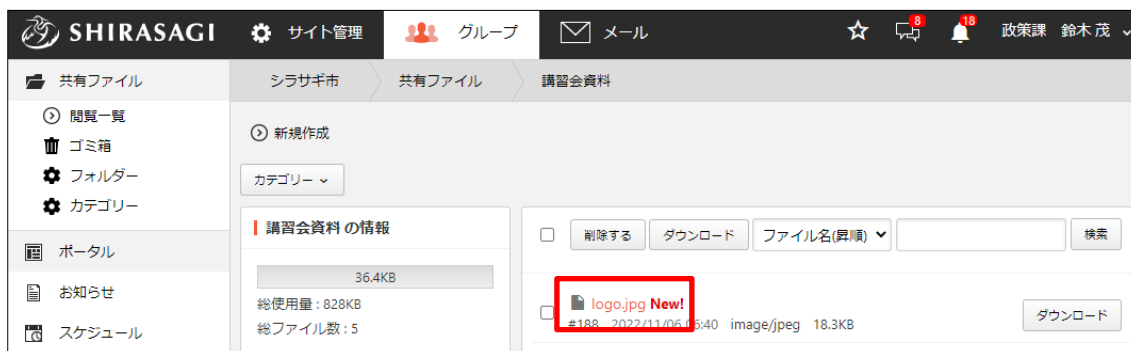 SHIRASAGI サイト管理 グループ メール 8 18 政策課 鈴木 茂
共有ファイル
閲覧一覧
ゴミ箱
フォルダー
カテゴリー
ポータル
お知らせ
スケジュール
シラサギ市 共有ファイル 講習会資料
新規作成
カテゴリー
講習会資料 の情報
36.4KB
総使用量 : 828KB
総ファイル数 : 5
削除する ダウンロード ファイル名(昇順) 検索
logo.jpg New!
#188 2022/11/06 06:40 image/jpeg 18.3KB
ダウンロード